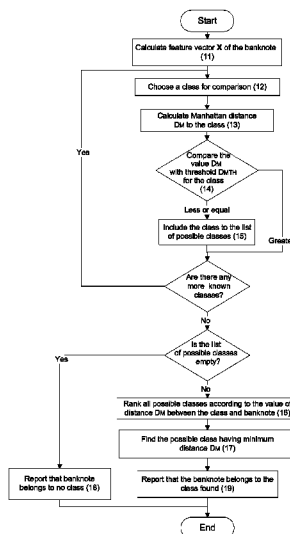 Start
Calculate feature vector X of the banknote
(11)
Choose a class for comparison (12)
Calculate Manhattan distance
DM to the class (13)
Yes
Compare the
value DM
with threshold DMTH
for the class
(14)
Less or equal
Greate
Include the class to the list
of possible classes (15)
Are there any
more known
classes?
No
Is the list
of possible classes
empty?
Yes
No
Rank all possible classes according to the value of
distance DM between the class and banknote (16)
Find the possible class having minimum
distance DM (17)
Report that banknote
belongs to no class (18)
Report that the banknote belongs to the
class found (19)
End